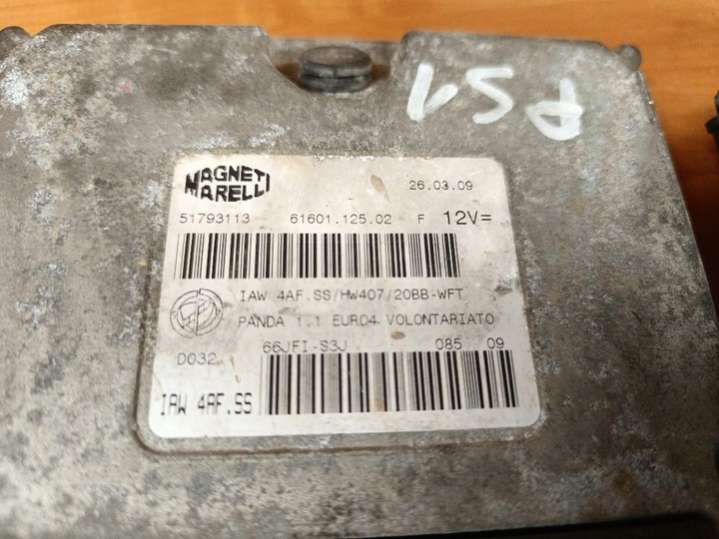 PS1
MAGNETI
MARELLI
26.03.09
51793113 61601.125.02 F 12V=
IAW 4AF.SS/HW407/20BB-WFT
PANDA 1.1 EURO4 VOLONTARIATO
D032 66JFI-S3J 085 09
IAW 4AF.SS